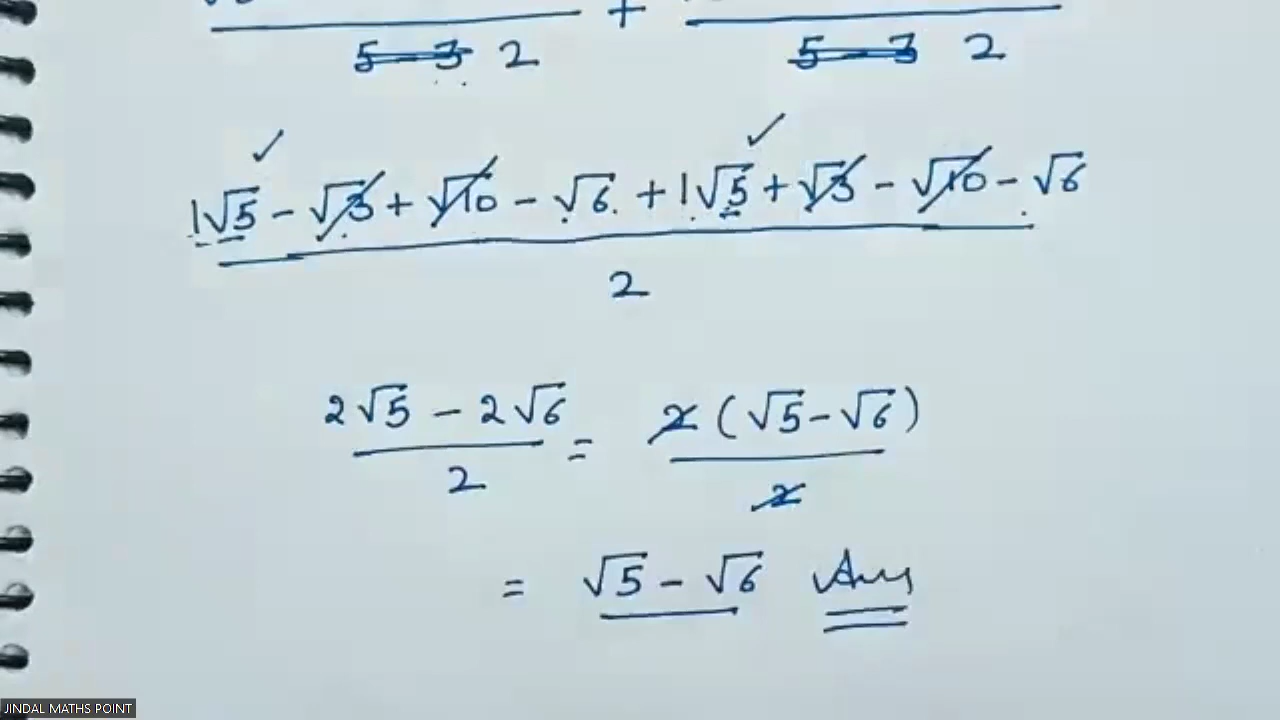 +
5-3 2 5-3 2
1√5 - √3 + √10 - √6 + 1√5 + √3 - √10 - √6
2
2√5 - 2√6 = 2(√5-√6)
2 2
= √5 - √6 Ans
JINDAL MATHS POINT